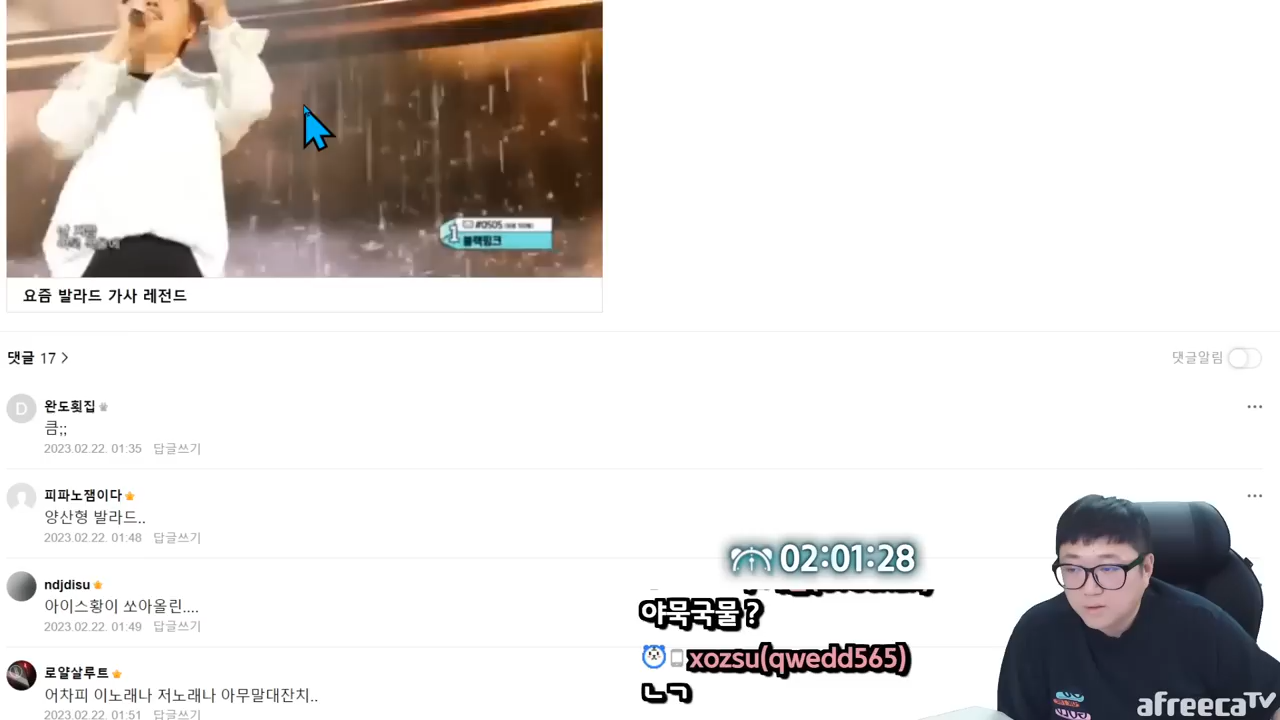 #0505
1
블랙핑크
요즘 발라드 가사 레전드
댓글 17 >
댓글알림
D
완도횟집
큼;;
2023.02.22. 01:35 답글쓰기
피파노잼이다
양산형 발라드..
2023.02.22. 01:48 답글쓰기
ndjdisu
아이스황이 쏘아올린....
2023.02.22. 01:49 답글쓰기
로얄살루트
어차피 이노래나 저노래나 아무말대잔치..
2023.02.22. 01:51 답글쓰기
02:01:28
야묵국물?
xozsu(qwedd565)
ㄴㄱ
afreecaTV